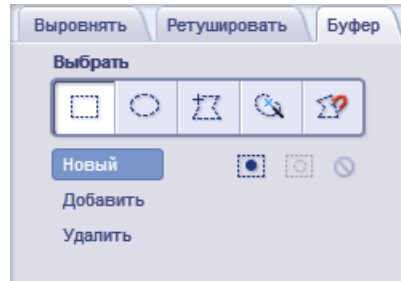 Выровнять Ретушировать Буфер
Выбрать
Новый
Добавить
Удалить